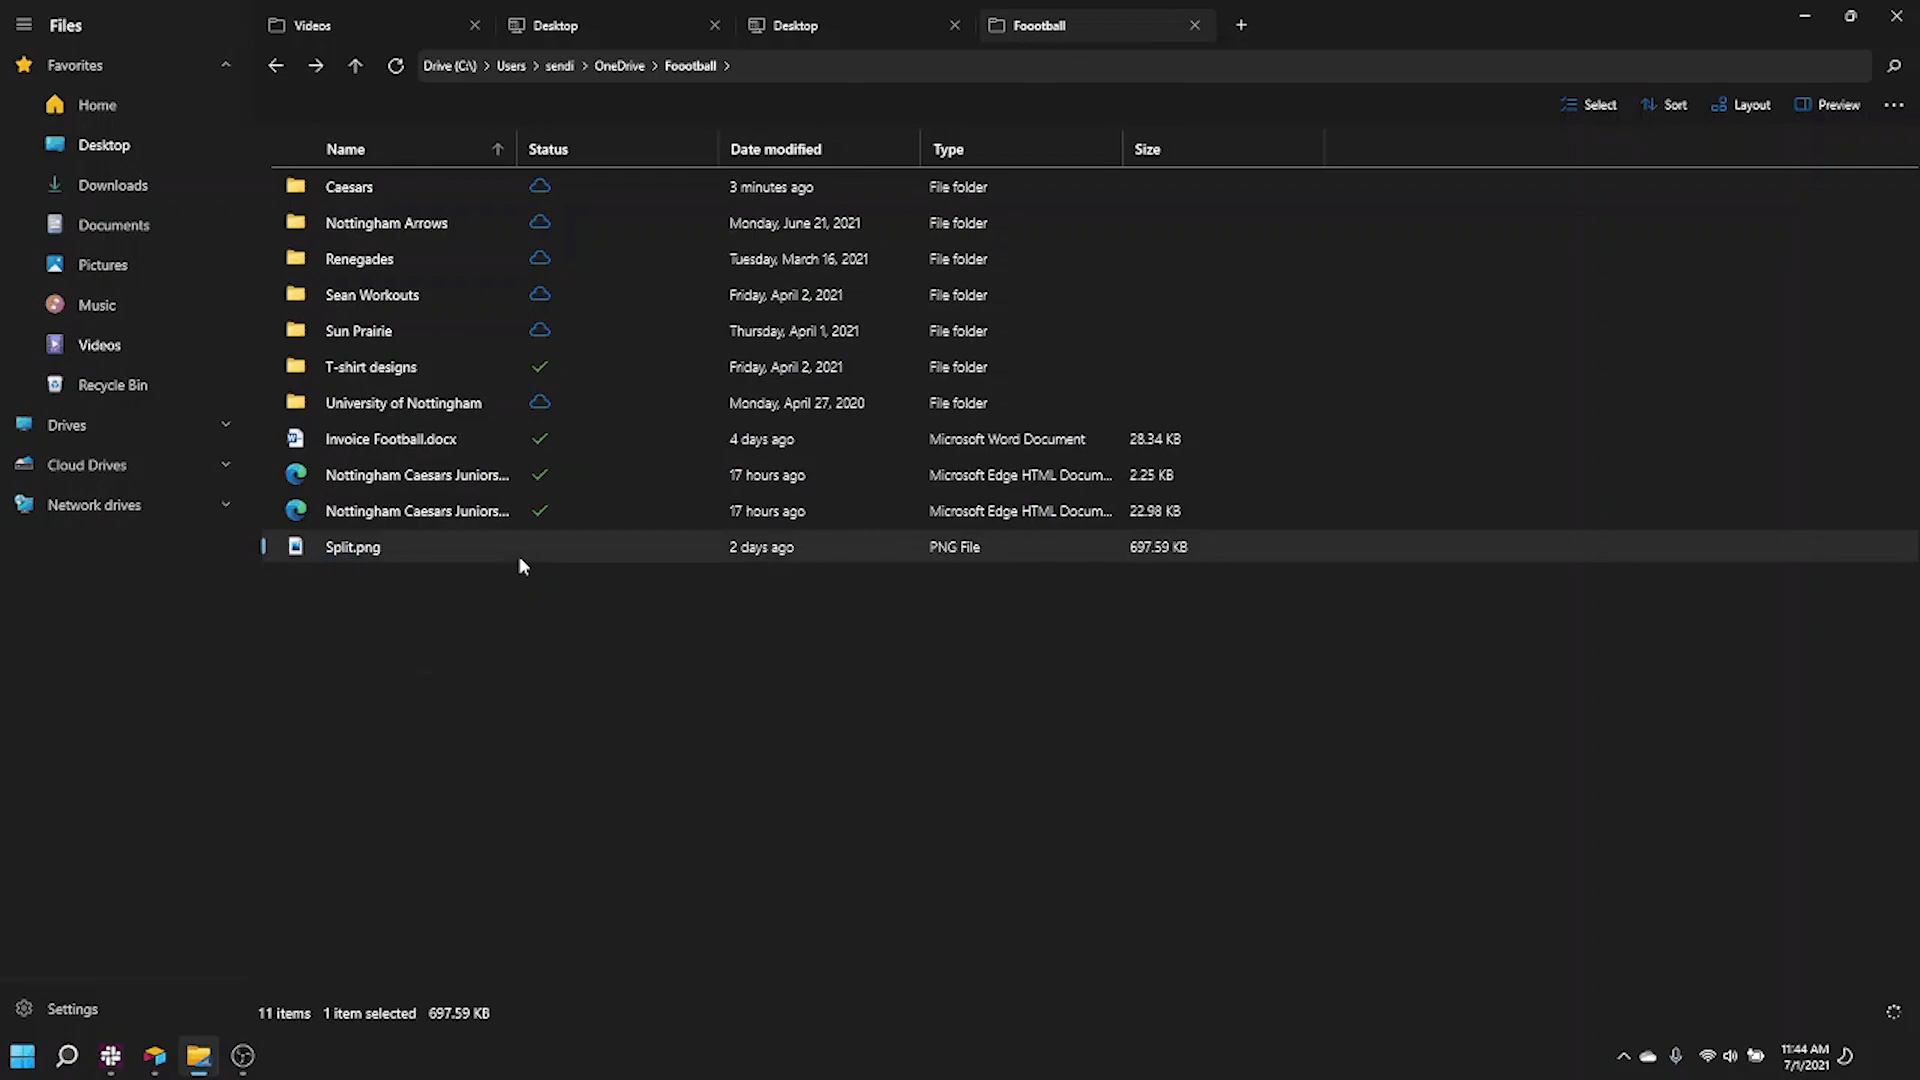 Files
Videos
Desktop
Desktop
Foootball
Favorites
Drive (C:\) > Users > sendi > OneDrive > Foootball >
Home
Select
Sort
Layout
Preview
Desktop
Name Status Date modified Type Size
Downloads
Caesars 3 minutes ago File folder
Documents
Nottingham Arrows Monday, June 21, 2021 File folder
Pictures
Renegades Tuesday, March 16, 2021 File folder
Music
Sean Workouts Friday, April 2, 2021 File folder
Videos
Sun Prairie Thursday, April 1, 2021 File folder
Recycle Bin
T-shirt designs Friday, April 2, 2021 File folder
Drives
University of Nottingham Monday, April 27, 2020 File folder
Cloud Drives
Invoice Football.docx 4 days ago Microsoft Word Document 28.34 KB
Network drives
Nottingham Caesars Juniors... 17 hours ago Microsoft Edge HTML Docum... 2.25 KB
Nottingham Caesars Juniors... 17 hours ago Microsoft Edge HTML Docum... 22.98 KB
Split.png 2 days ago PNG File 697.59 KB
Settings
11 items 1 item selected 697.59 KB
11:44 AM
7/1/2021